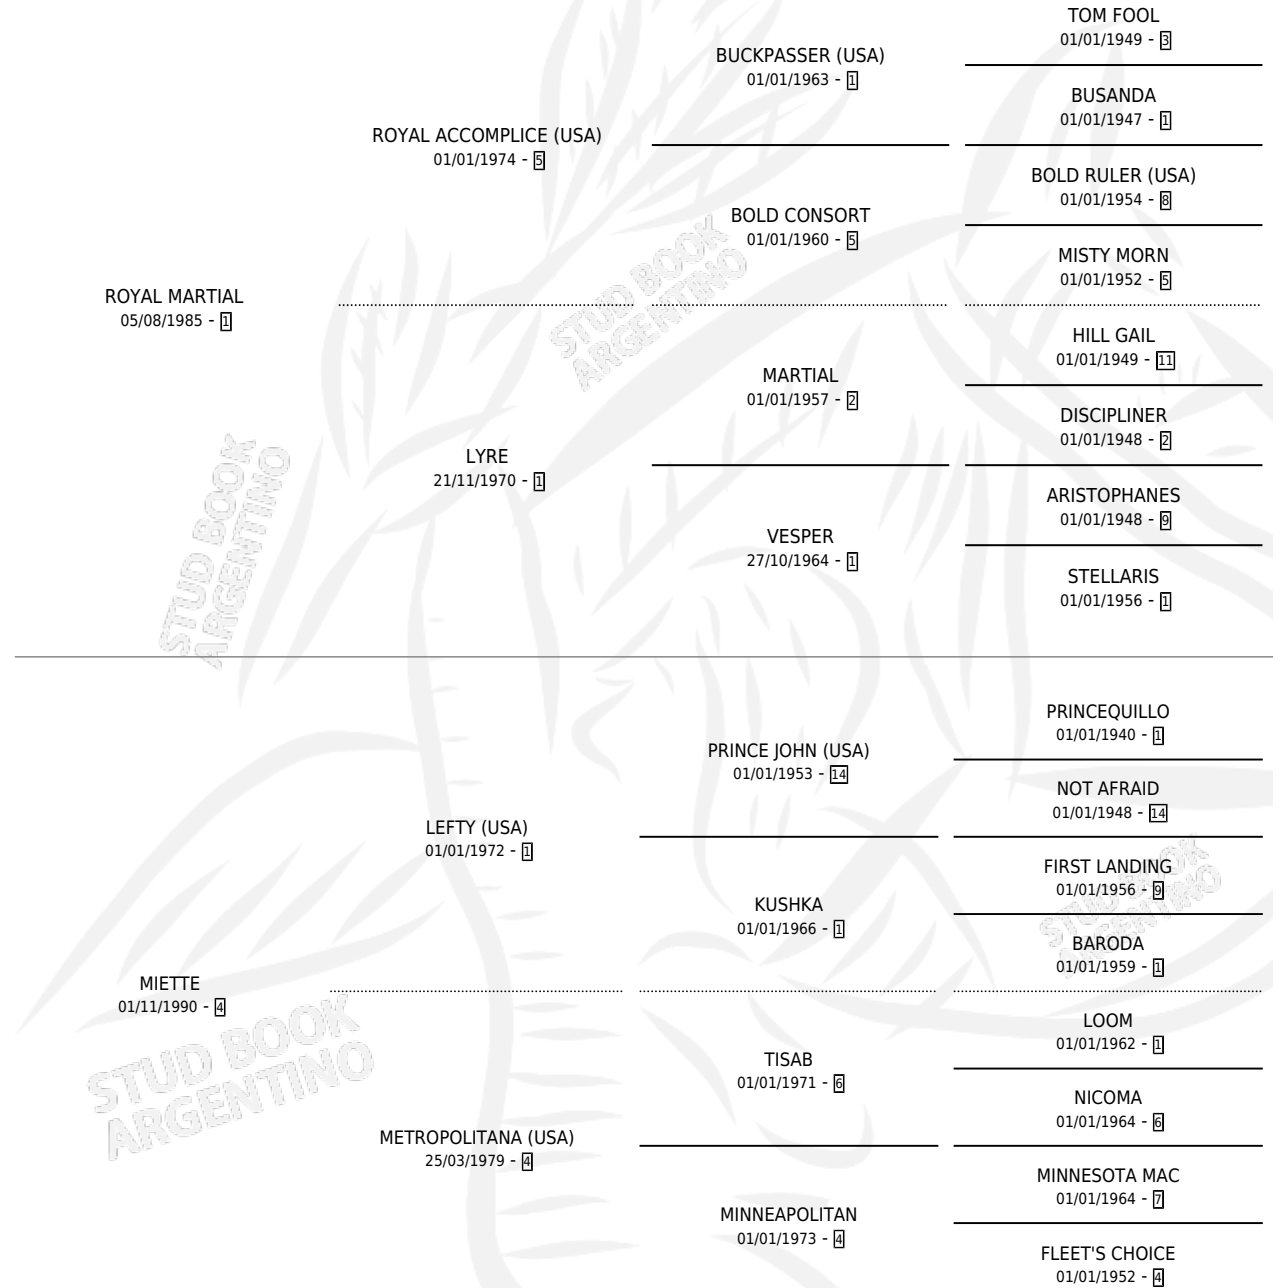 TOM FOOL
01/01/1949 - 3
BUCKPASSER (USA)
01/01/1963 - 1
BUSANDA
01/01/1947 - 1
ROYAL ACCOMPLICE (USA)
01/01/1974 - 5
BOLD RULER (USA)
01/01/1954 - 8
BOLD CONSORT
01/01/1960 - 5
MISTY MORN
01/01/1952 - 5
ROYAL MARTIAL
05/08/1985 - 1
HILL GAIL
01/01/1949 - 11
MARTIAL
01/01/1957 - 2
DISCIPLINER
01/01/1948 - 2
LYRE
21/11/1970 - 1
ARISTOPHANES
01/01/1948 - 9
VESPER
27/10/1964 - 1
STELLARIS
01/01/1956 - 1
STUD BOOK
ARGENTINO
STUD BOOK
ARGENTINO
PRINCEQUILLO
01/01/1940 - 1
PRINCE JOHN (USA)
01/01/1953 - 14
NOT AFRAID
01/01/1948 - 14
LEFTY (USA)
01/01/1972 - 1
FIRST LANDING
01/01/1956 - 9
KUSHKA
01/01/1966 - 1
BARODA
01/01/1959 - 1
MIETTE
01/11/1990 - 4
LOOM
01/01/1962 - 1
TISAB
01/01/1971 - 6
NICOMA
01/01/1964 - 6
METROPOLITANA (USA)
25/03/1979 - 4
MINNESOTA MAC
01/01/1964 - 7
MINNEAPOLITAN
01/01/1973 - 4
FLEET'S CHOICE
01/01/1952 - 4
STUD BOOK
ARGENTINO
STUD BOOK
ARGENTINO